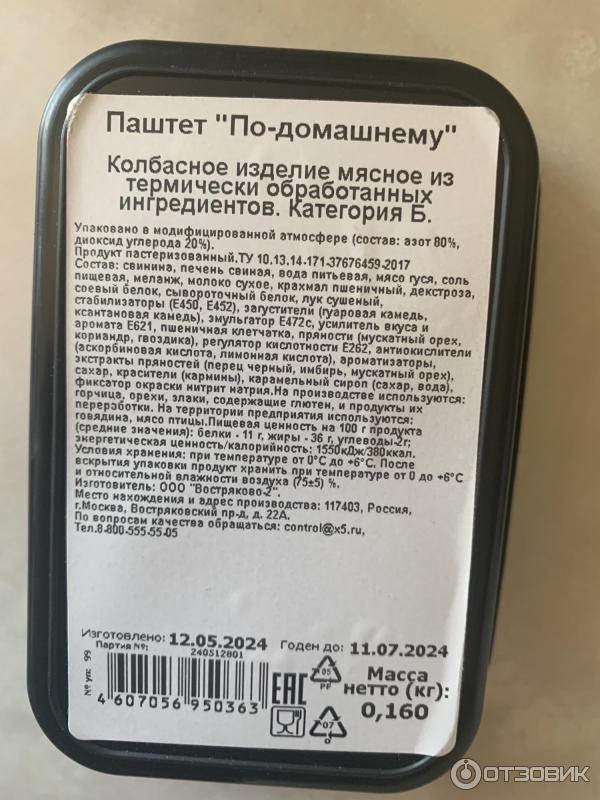 Паштет "По-домашнему"
Колбасное изделие мясное из
термически обработанных
ингредиентов. Категория Б.
Упаковано в модифицированной атмосфере (состав: азот 80%,
диоксид углерода 20%).
Продукт пастеризованный.ТУ 10.13.14-171-37676459-2017
Состав: свинина, печень свиная, вода питьевая, мясо гуся, соль
пищевая, меланж, молоко сухое, крахмал пшеничный, декстроза,
соевый белок, сывороточный белок, лук сушеный,
стабилизаторы (Е450, Е452), загустители (гуаровая камедь,
ксантановая камедь), эмульгатор Е472с, усилитель вкуса и
аромата Е621, пшеничная клетчатка, пряности (мускатный орех,
кориандр, гвоздика), регулятор кислотности Е262, антиокислители
(аскорбиновая кислота, лимонная кислота), ароматизаторы,
экстракты пряностей (перец черный, имбирь, мускатный орех),
сахар, красители (кармины), карамельный сироп (сахар, вода),
фиксатор окраски нитрит натрия.На производстве используются:
горчица, орехи, злаки, содержащие глютен, и продукты их
переработки. На территории предприятия используются:
говядина, мясо птицы.Пищевая ценность на 100 г продукта
(средние значения): белки - 11 г, жиры - 36 г, углеводы-2г;
энергетическая ценность/калорийность: 1550кДж/380ккал.
Условия хранения: при температуре от 0°С до +6°С. После
вскрытия упаковки продукт хранить при температуре от 0 до +6°С
и относительной влажности воздуха (75±5) %.
Изготовитель: ООО "Востряково-2".
Место нахождения и адрес производства: 117403, Россия,
г.Москва, Востряковский пр-д, д. 22А.
По вопросам качества обращаться: control@x5.ru,
Тел.8-800-555-55-05
Изготовлено: 12.05.2024 Годен до: 11.07.2024
Партия №: 240512801
№ уп: 99
4 607056 950363
EAC
05
PP
07
Масса
нетто (кг):
0,160
ОТЗОВИК